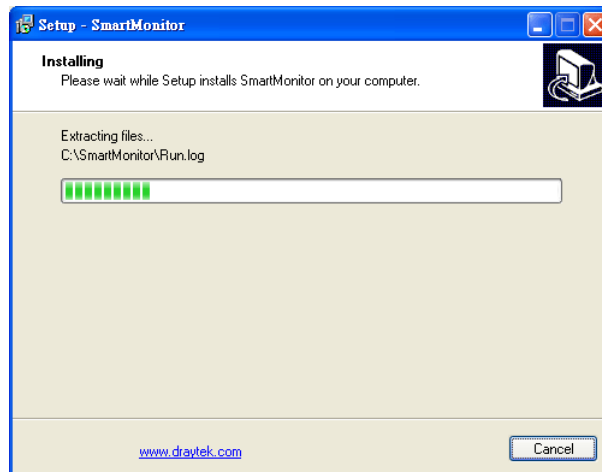 Setup - SmartMonitor
Installing
Please wait while Setup installs SmartMonitor on your computer.
Extracting files...
C:\SmartMonitor\Run.log
www.draytek.com
Cancel